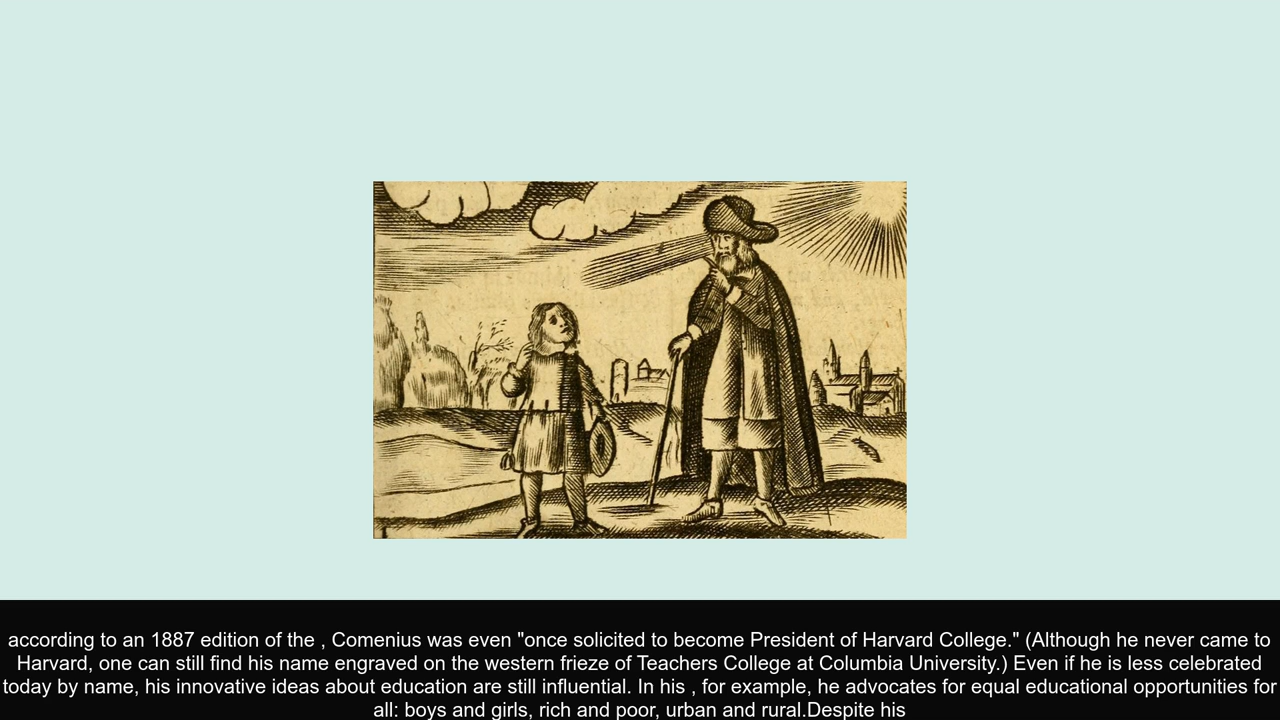 according to an 1887 edition of the , Comenius was even "once solicited to become President of Harvard College." (Although he never came to
Harvard, one can still find his name engraved on the western frieze of Teachers College at Columbia University.) Even if he is less celebrated
today by name, his innovative ideas about education are still influential. In his , for example, he advocates for equal educational opportunities for
all: boys and girls, rich and poor, urban and rural.Despite his